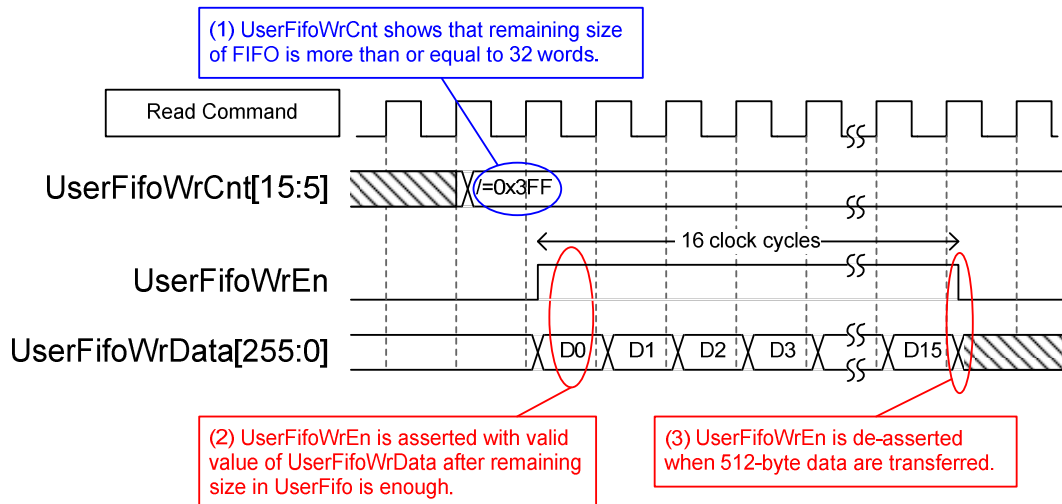 (1) UserFifoWrCnt shows that remaining size
of FIFO is more than or equal to 32 words.
Read Command
UserFifoWrCnt[15:5]
/=0x3FF
16 clock cycles
UserFifoWrEn
UserFifoWrData[255:0]
D0
D1
D2
D3
D15
(2) UserFifoWrEn is asserted with valid
value of UserFifoWrData after remaining
size in UserFifo is enough.
(3) UserFifoWrEn is de-asserted
when 512-byte data are transferred.